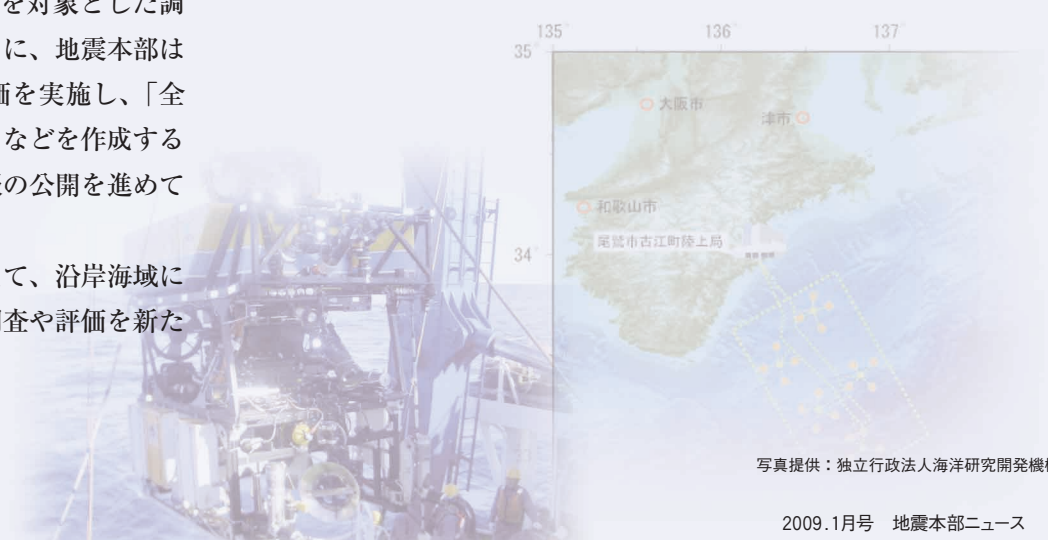 を対象とした調
に、地震本部は
価を実施し、「全
などを作成する
の公開を進めて
て、沿岸海域に
査や評価を新た
135°
136°
137°
35°
大阪市
津市
和歌山市
尾鷲市古江町陸上局
34°
写真提供：独立行政法人海洋研究開発機
2009.1月号 地震本部ニュース